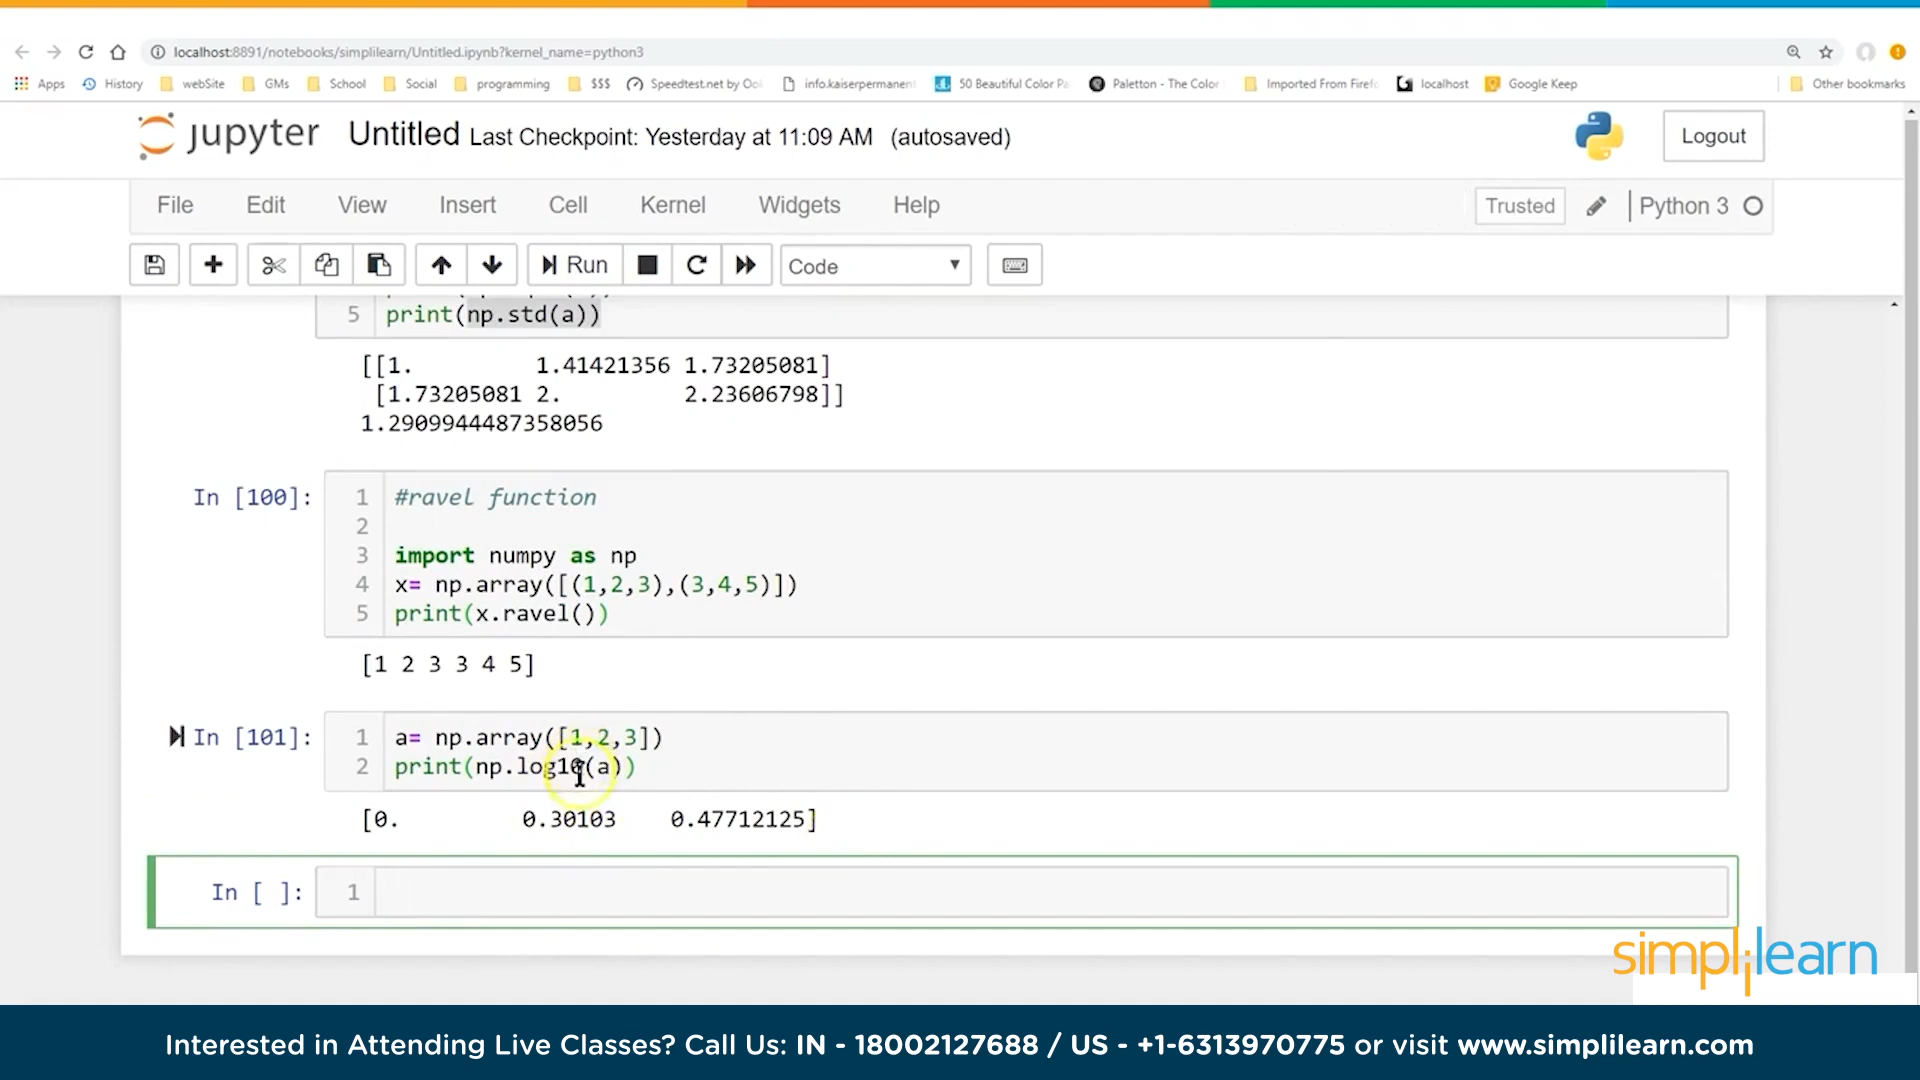 localhost:8891/notebooks/simplilearn/Untitled.ipynb?kernel_name=python3
Apps History webSite GMs School Social programming $$$ Speedtest.net by Ool info.kaiserpermanent 50 Beautiful Color Pa Paletton - The Color Imported From Firefo localhost Google Keep Other bookmarks
jupyter Untitled Last Checkpoint: Yesterday at 11:09 AM (autosaved) Logout
File Edit View Insert Cell Kernel Widgets Help Trusted Python 3
Run Code
5 print(np.std(a))
[[1. 1.41421356 1.73205081]
[1.73205081 2. 2.23606798]]
1.2909944487358056
In [100]: 1 #ravel function
2
3 import numpy as np
4 x= np.array([(1,2,3),(3,4,5)])
5 print(x.ravel())
[1 2 3 3 4 5]
In [101]: 1 a= np.array([1,2,3])
2 print(np.log10(a))
[0. 0.30103 0.47712125]
In [ ]: 1
simplilearn
Interested in Attending Live Classes? Call Us: IN - 18002127688 / US - +1-6313970775 or visit www.simplilearn.com